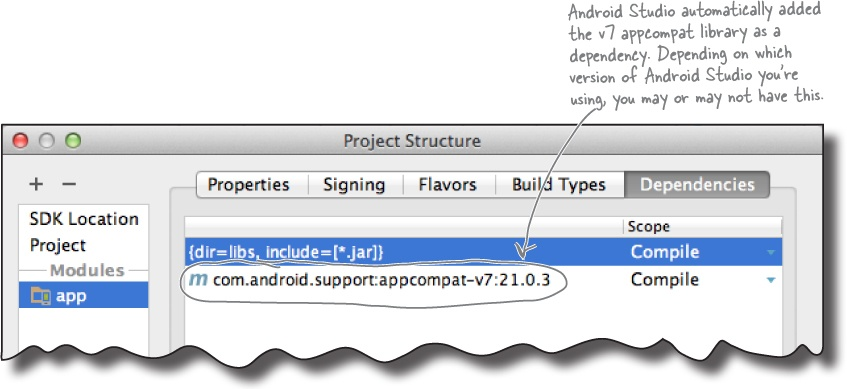 Android Studio automatically added
the v7 appcompat library as a
dependency. Depending on which
version of Android Studio you're
using, you may or may not have this.
Project Structure
+ −
Properties Signing Flavors Build Types Dependencies
SDK Location
Project
Modules
app
Scope
{dir=libs, include=[*.jar]} Compile
m com.android.support:appcompat-v7:21.0.3 Compile